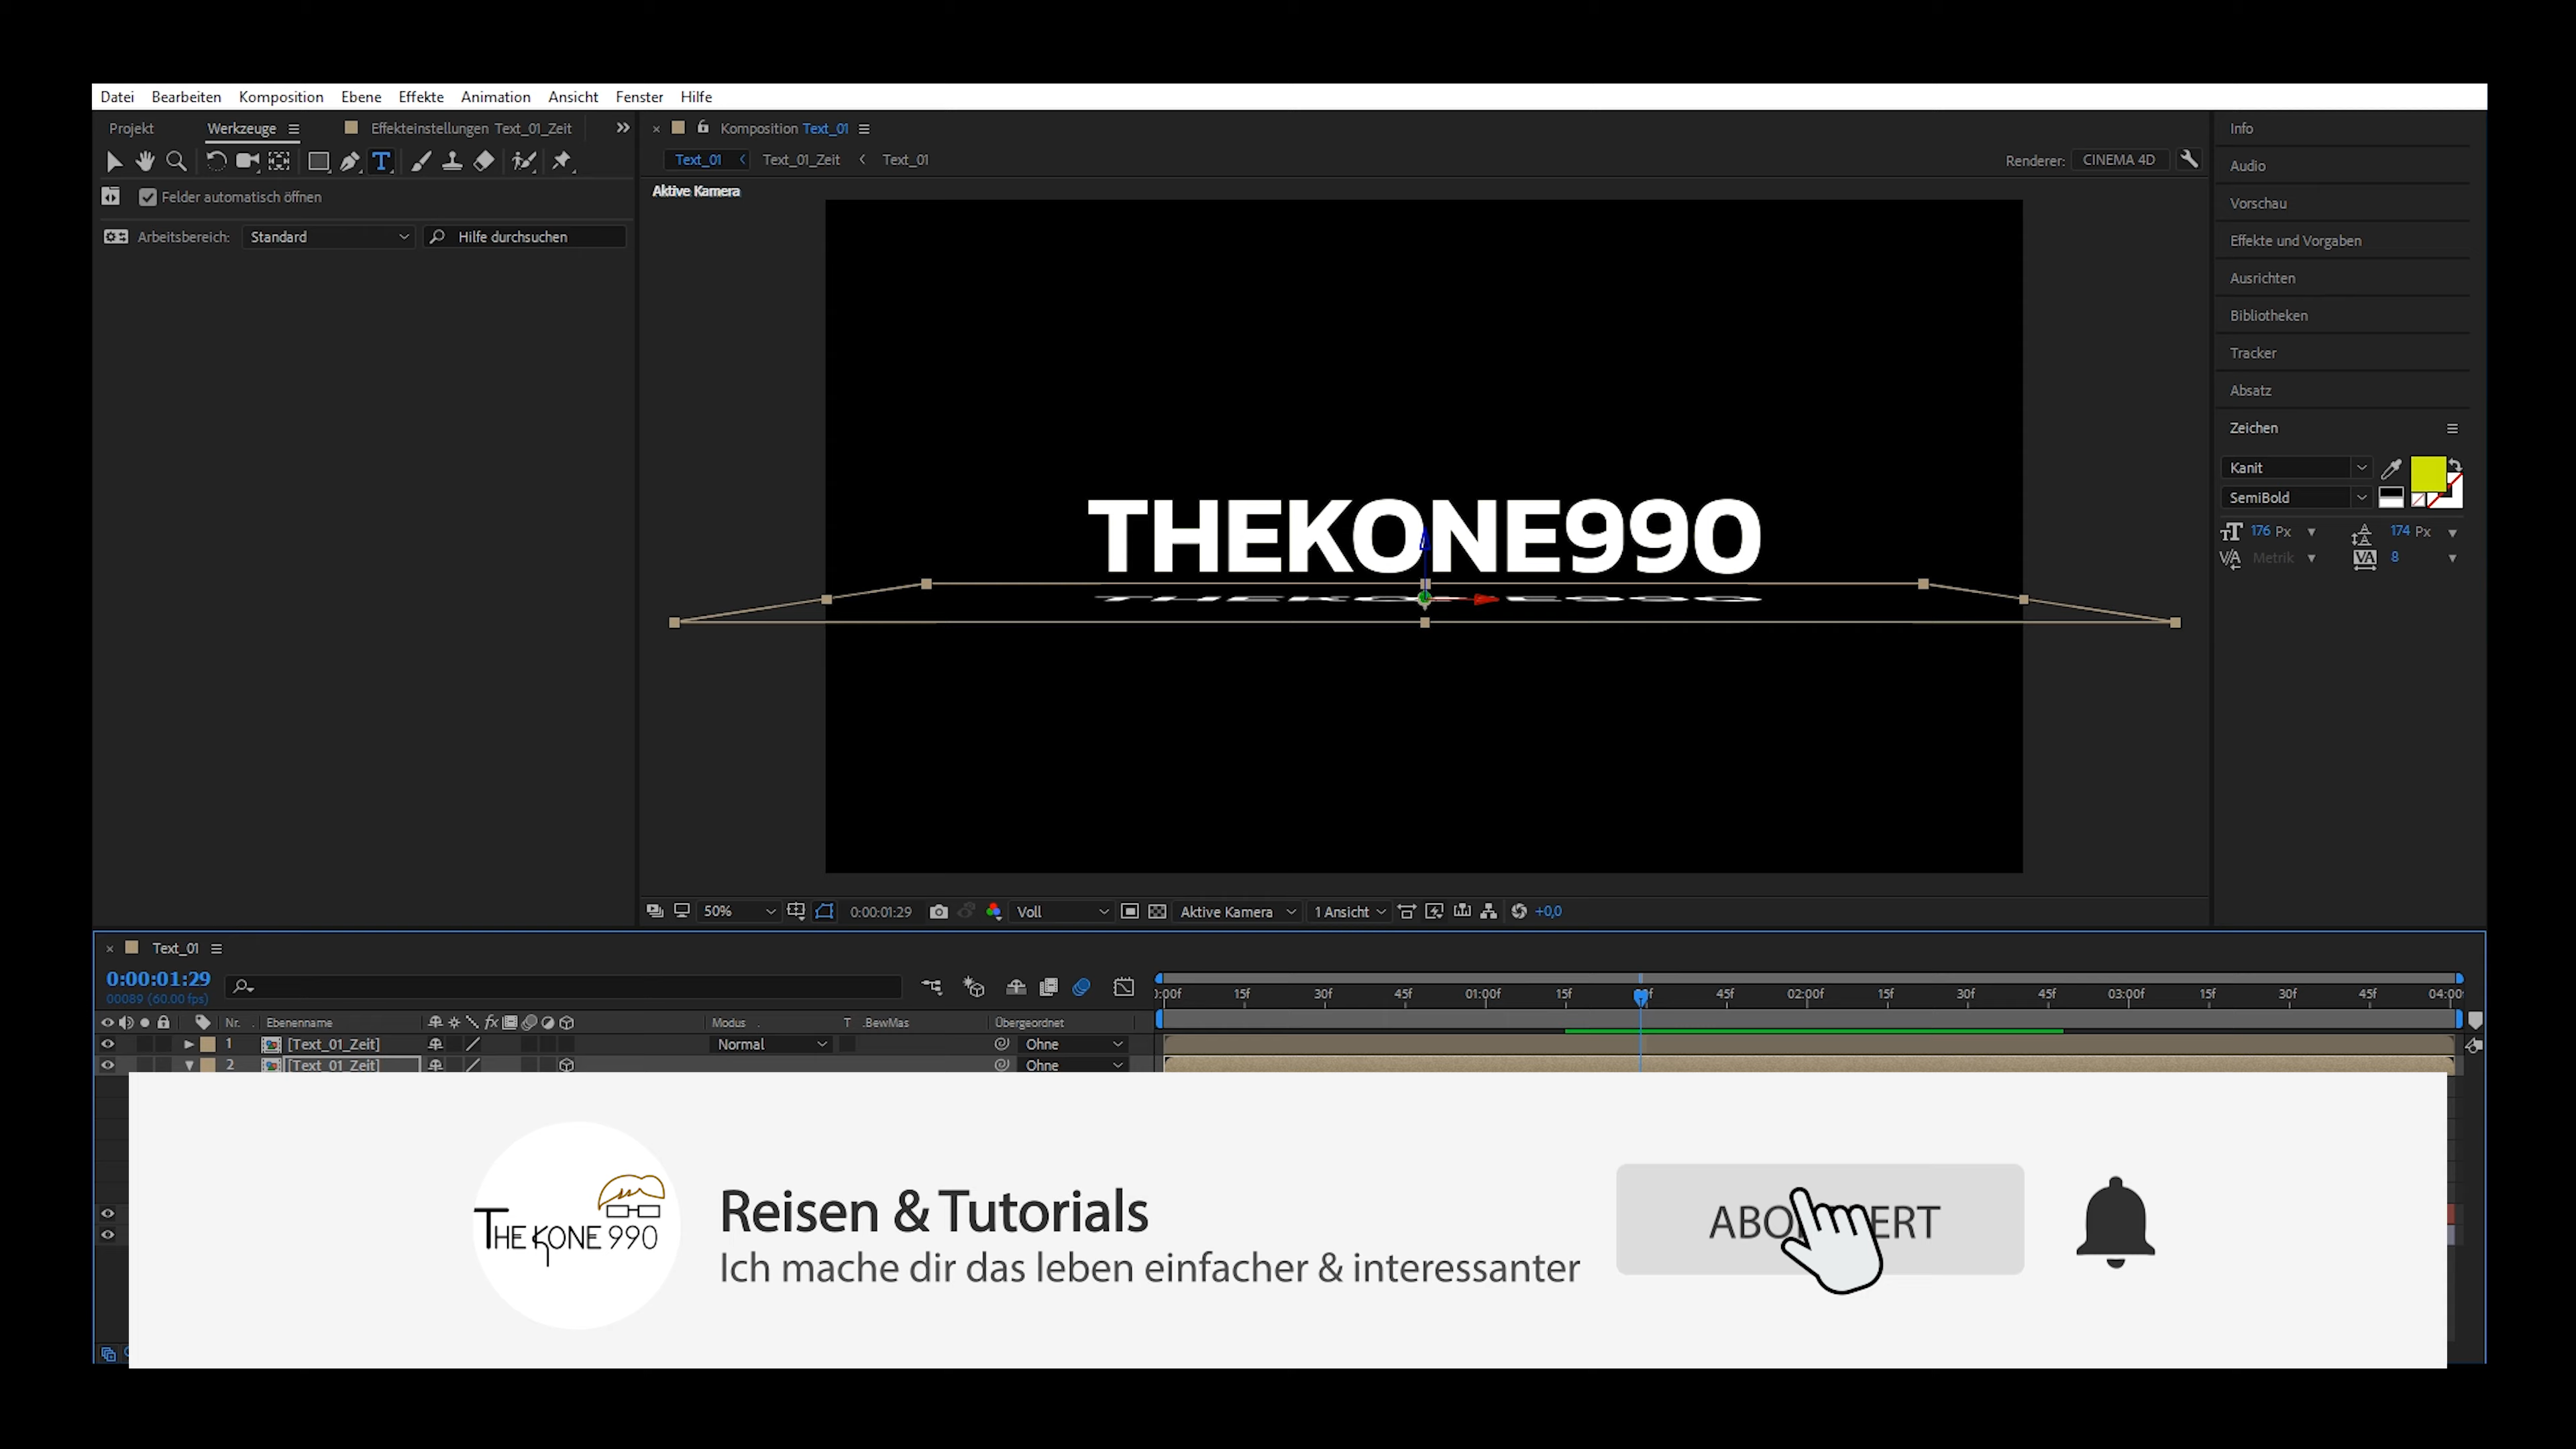 Datei Bearbeiten Komposition Ebene Effekte Animation Ansicht Fenster Hilfe
Projekt Werkzeuge Effekteinstellungen Text_01_Zeit
Komposition Text_01
Info
Text_01 Text_01_Zeit Text_01
Renderer: CINEMA 4D
Audio
Aktive Kamera
Felder automatisch öffnen
Vorschau
Arbeitsbereich: Standard Hilfe durchsuchen
Effekte und Vorgaben
Ausrichten
Bibliotheken
Tracker
Absatz
Zeichen
Kanit
SemiBold
176 Px 174 Px
Metrik 8
THEKONE990
50% 0:00:01:29 Voll Aktive Kamera 1 Ansicht +0,0
Text_01
0:00:01:29
00089 (60.00 fps)
:00f 15f 30f 45f 01:00f 15f 45f 02:00f 15f 30f 45f 03:00f 15f 30f 45f 04:00
Nr. Ebenenname Modus T .BewMas Übergeordnet
1 [Text_01_Zeit] Normal Ohne
2 [Text_01_Zeit] Ohne
THE KONE 990
Reisen & Tutorials
Ich mache dir das leben einfacher & interessanter